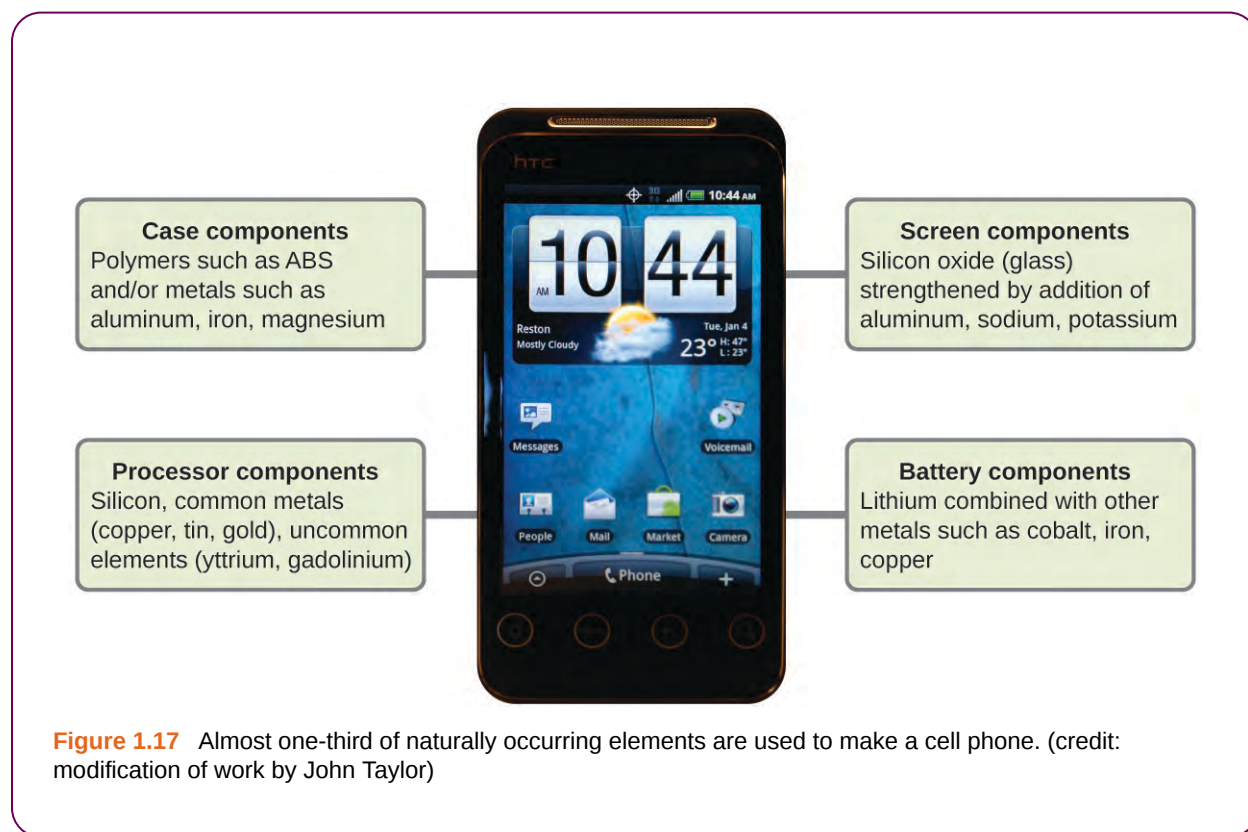 htc
3G
10:44 AM
10 44
AM
Reston
Mostly Cloudy
Tue, Jan 4
23° H: 47°
L: 23°
Messages
Voicemail
People
Mail
Market
Camera
Phone
Case components
Polymers such as ABS
and/or metals such as
aluminum, iron, magnesium
Screen components
Silicon oxide (glass)
strengthened by addition of
aluminum, sodium, potassium
Processor components
Silicon, common metals
(copper, tin, gold), uncommon
elements (yttrium, gadolinium)
Battery components
Lithium combined with other
metals such as cobalt, iron,
copper
Figure 1.17 Almost one-third of naturally occurring elements are used to make a cell phone. (credit:
modification of work by John Taylor)